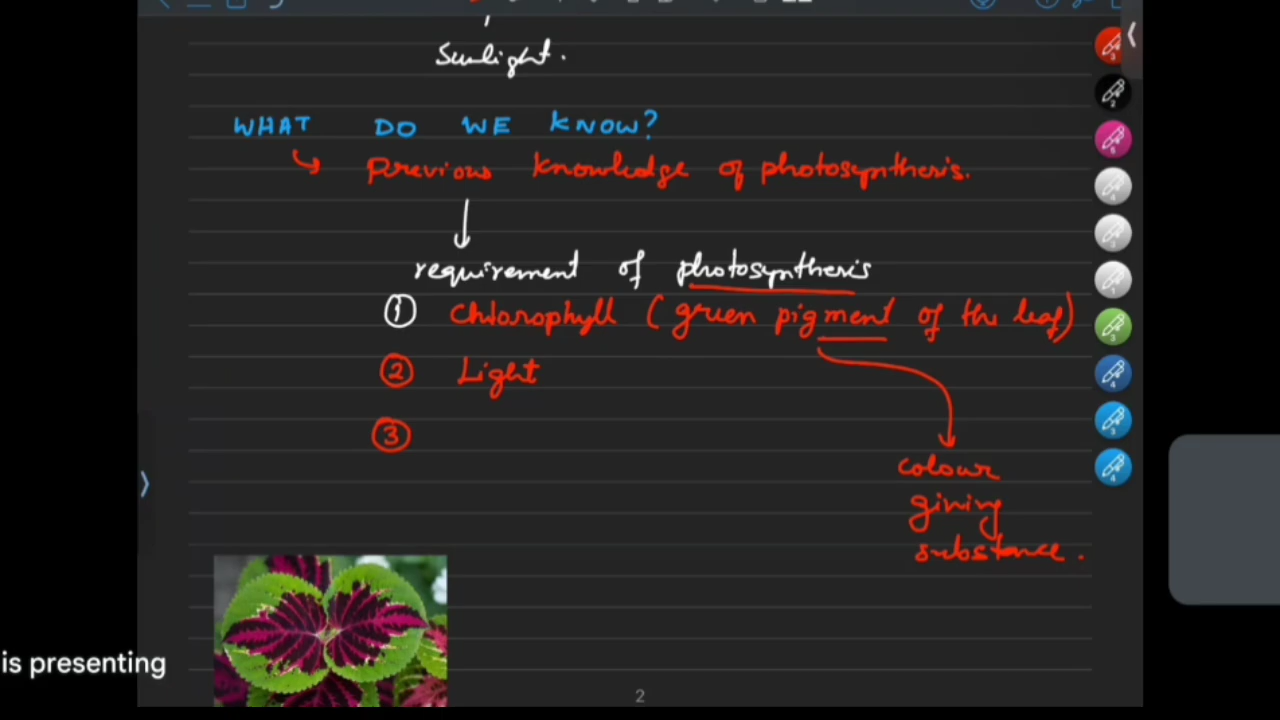 Sunlight.
WHAT DO WE KNOW?
Previous knowledge of photosynthesis.
requirement of photosynthesis
① Chlorophyll (green pigment of the leaf)
② Light
③
colour
giving
substance.
is presenting
2